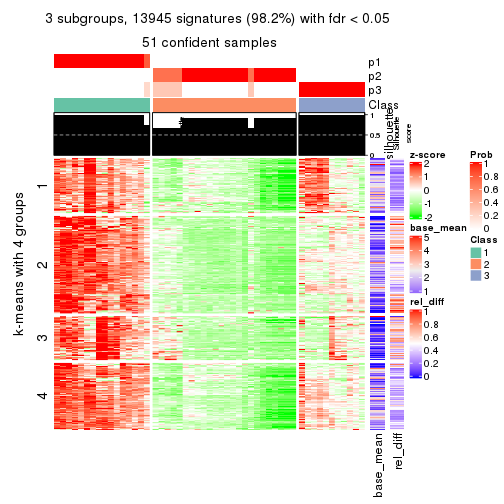 3 subgroups, 13945 signatures (98.2%) with fdr < 0.05
51 confident samples
p1
p2
p3
Class
1
0.5
0
silhouette
Silhouette
score
k-means with 4 groups
1
2
3
4
base_mean
rel_diff
z-score
2
1
0
-1
-2
base_mean
5
4
3
2
1
rel_diff
1
0.8
0.6
0.4
0.2
0
Prob
1
0.8
0.6
0.4
0.2
0
Class
1
2
3